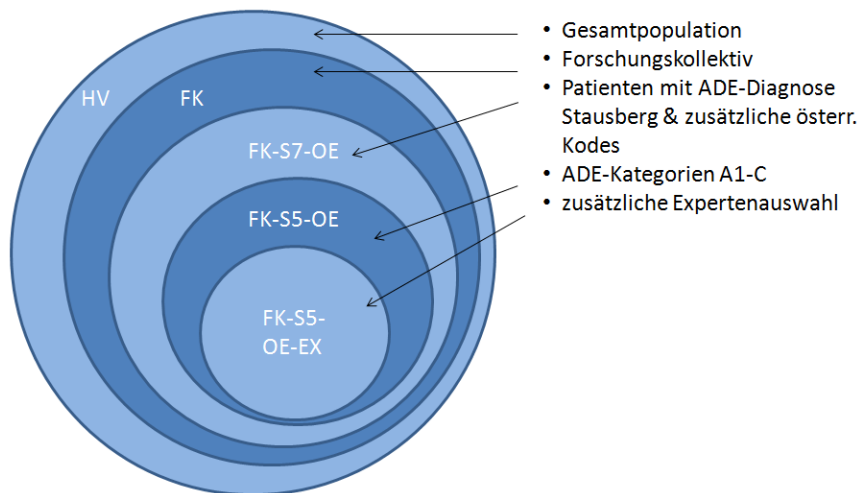 • Gesamtpopulation
• Forschungskollektiv
• Patienten mit ADE-Diagnose
Stausberg & zusätzliche österr.
Kodes
• ADE-Kategorien A1-C
• zusätzliche Expertenauswahl
HV
FK
FK-S7-OE
FK-S5-OE
FK-S5-
OE-EX